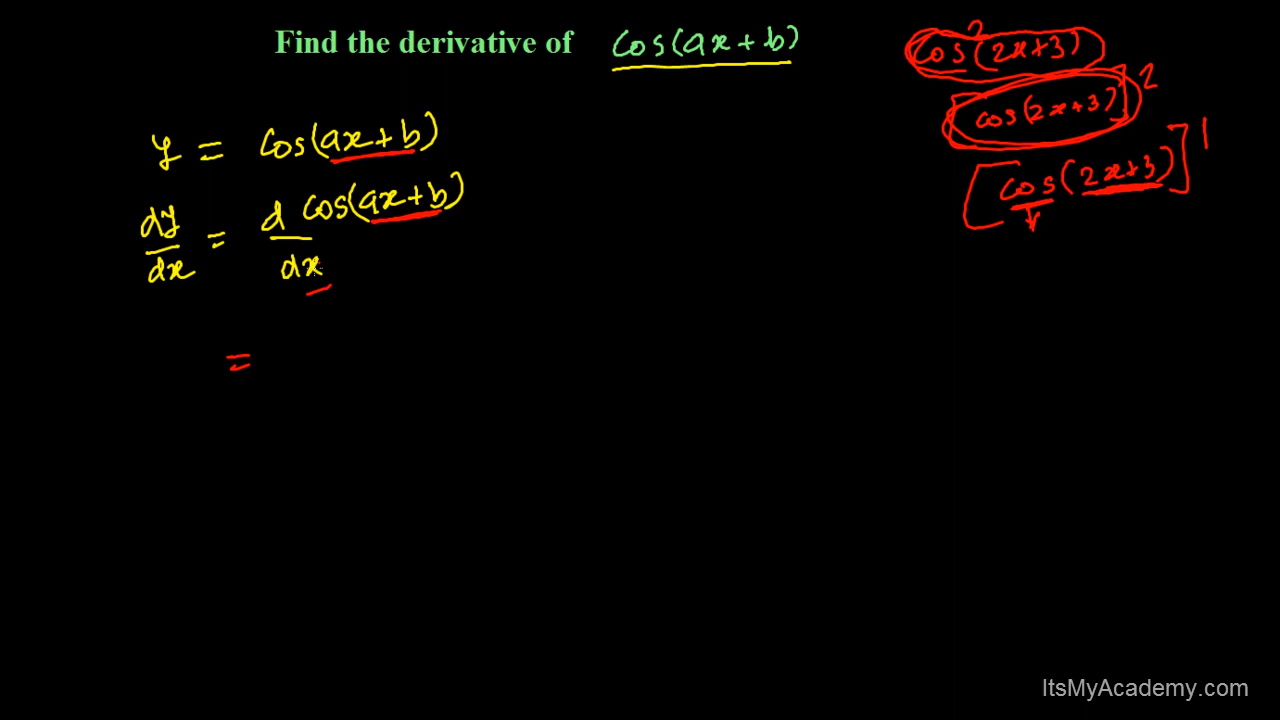 Find the derivative of cos(ax+b)
y = cos(ax+b)
dy/dx = d cos(ax+b)/dx
=
cos²(2x+3)
[cos(2x+3)]²
[cos(2x+3)]¹
ItsMyAcademy.com